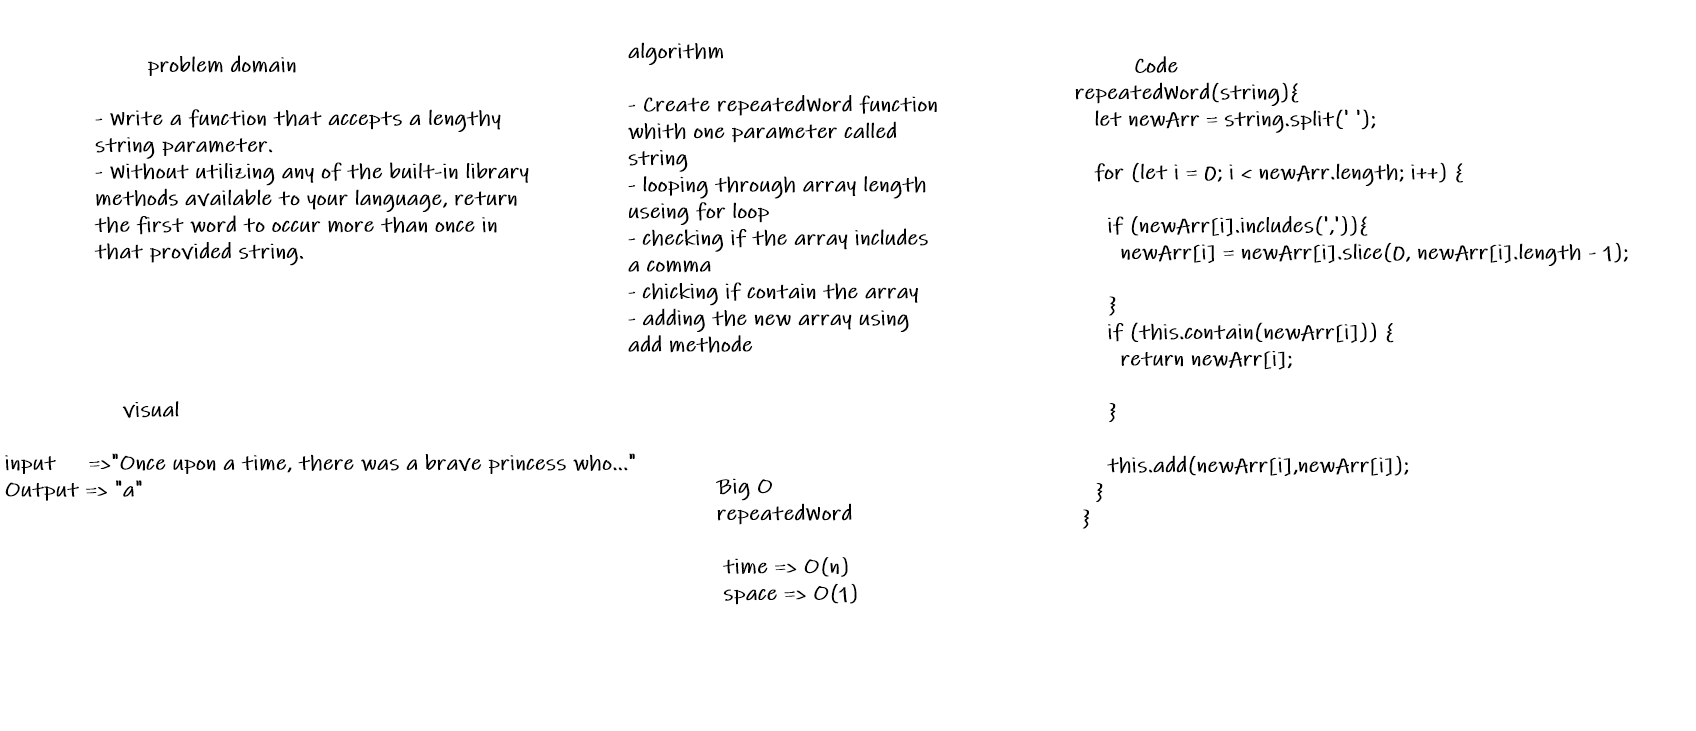 problem domain
- Write a function that accepts a lengthy
string parameter.
- Without utilizing any of the built-in library
methods available to your language, return
the first word to occur more than once in
that provided string.
visual
input =>"Once upon a time, there was a brave princess who..."
Output => "a"
algorithm
- Create repeatedWord function
whith one parameter called
string
- looping through array length
useing for loop
- checking if the array includes
a comma
- chicking if contain the array
- adding the new array using
add methode
Big O
repeatedWord
time => O(n)
space => O(1)
Code
repeatedWord(string){
let newArr = string.split(' ');
for (let i = 0; i < newArr.length; i++) {
if (newArr[i].includes(',')){
newArr[i] = newArr[i].slice(0, newArr[i].length - 1);
}
if (this.contain(newArr[i])) {
return newArr[i];
}
this.add(newArr[i],newArr[i]);
}
}